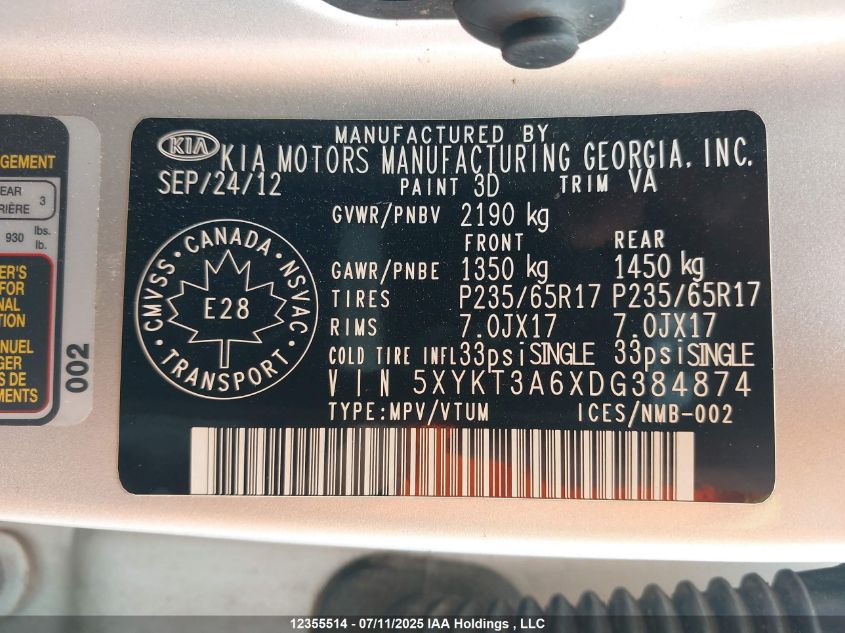 GEMENT
EAR
RIÈRE 3
930 lbs.
lb.
ER'S
FOR
NAL
TION
NUEL
GER
S DE
EMENTS
002
KIA
MANUFACTURED BY
KIA MOTORS MANUFACTURING GEORGIA, INC.
SEP/24/12 PAINT 3D TRIM VA
GVWR/PNBV 2190 kg
FRONT REAR
GAWR/PNBE 1350 kg 1450 kg
TIRES P235/65R17 P235/65R17
RIMS 7.0JX17 7.0JX17
COLD TIRE INFL 33psi SINGLE 33psi SINGLE
VIN 5XYKT3A6XDG384874
TYPE:MPV/VTUM ICES/NMB-002
CMVSS · CANADA · NSVAC
E28
· TRANSPORT ·
12355514 - 07/11/2025 IAA Holdings , LLC